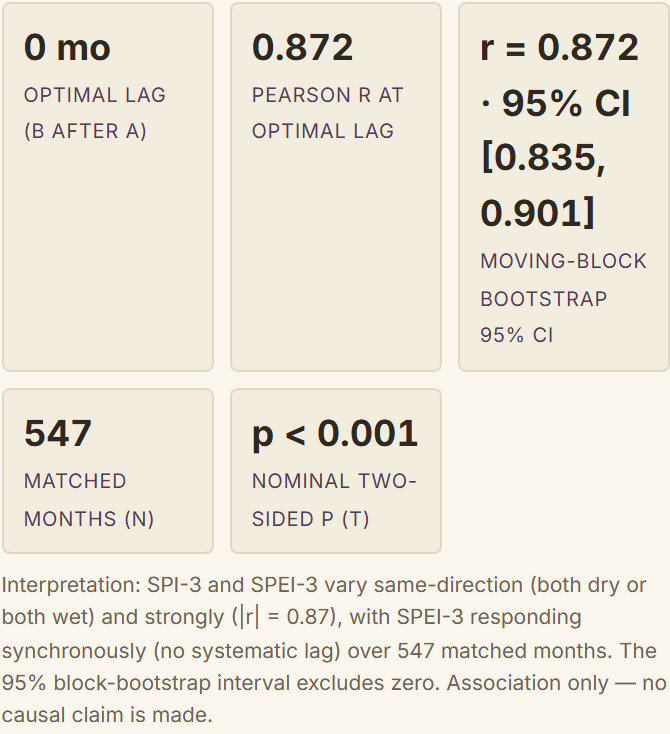 0 mo
OPTIMAL LAG
(B AFTER A)
0.872
PEARSON R AT
OPTIMAL LAG
r = 0.872
· 95% CI
[0.835,
0.901]
MOVING-BLOCK
BOOTSTRAP
95% CI
547
MATCHED
MONTHS (N)
p < 0.001
NOMINAL TWO-
SIDED P (T)
Interpretation: SPI-3 and SPEI-3 vary same-direction (both dry or
both wet) and strongly (|r| = 0.87), with SPEI-3 responding
synchronously (no systematic lag) over 547 matched months. The
95% block-bootstrap interval excludes zero. Association only — no
causal claim is made.